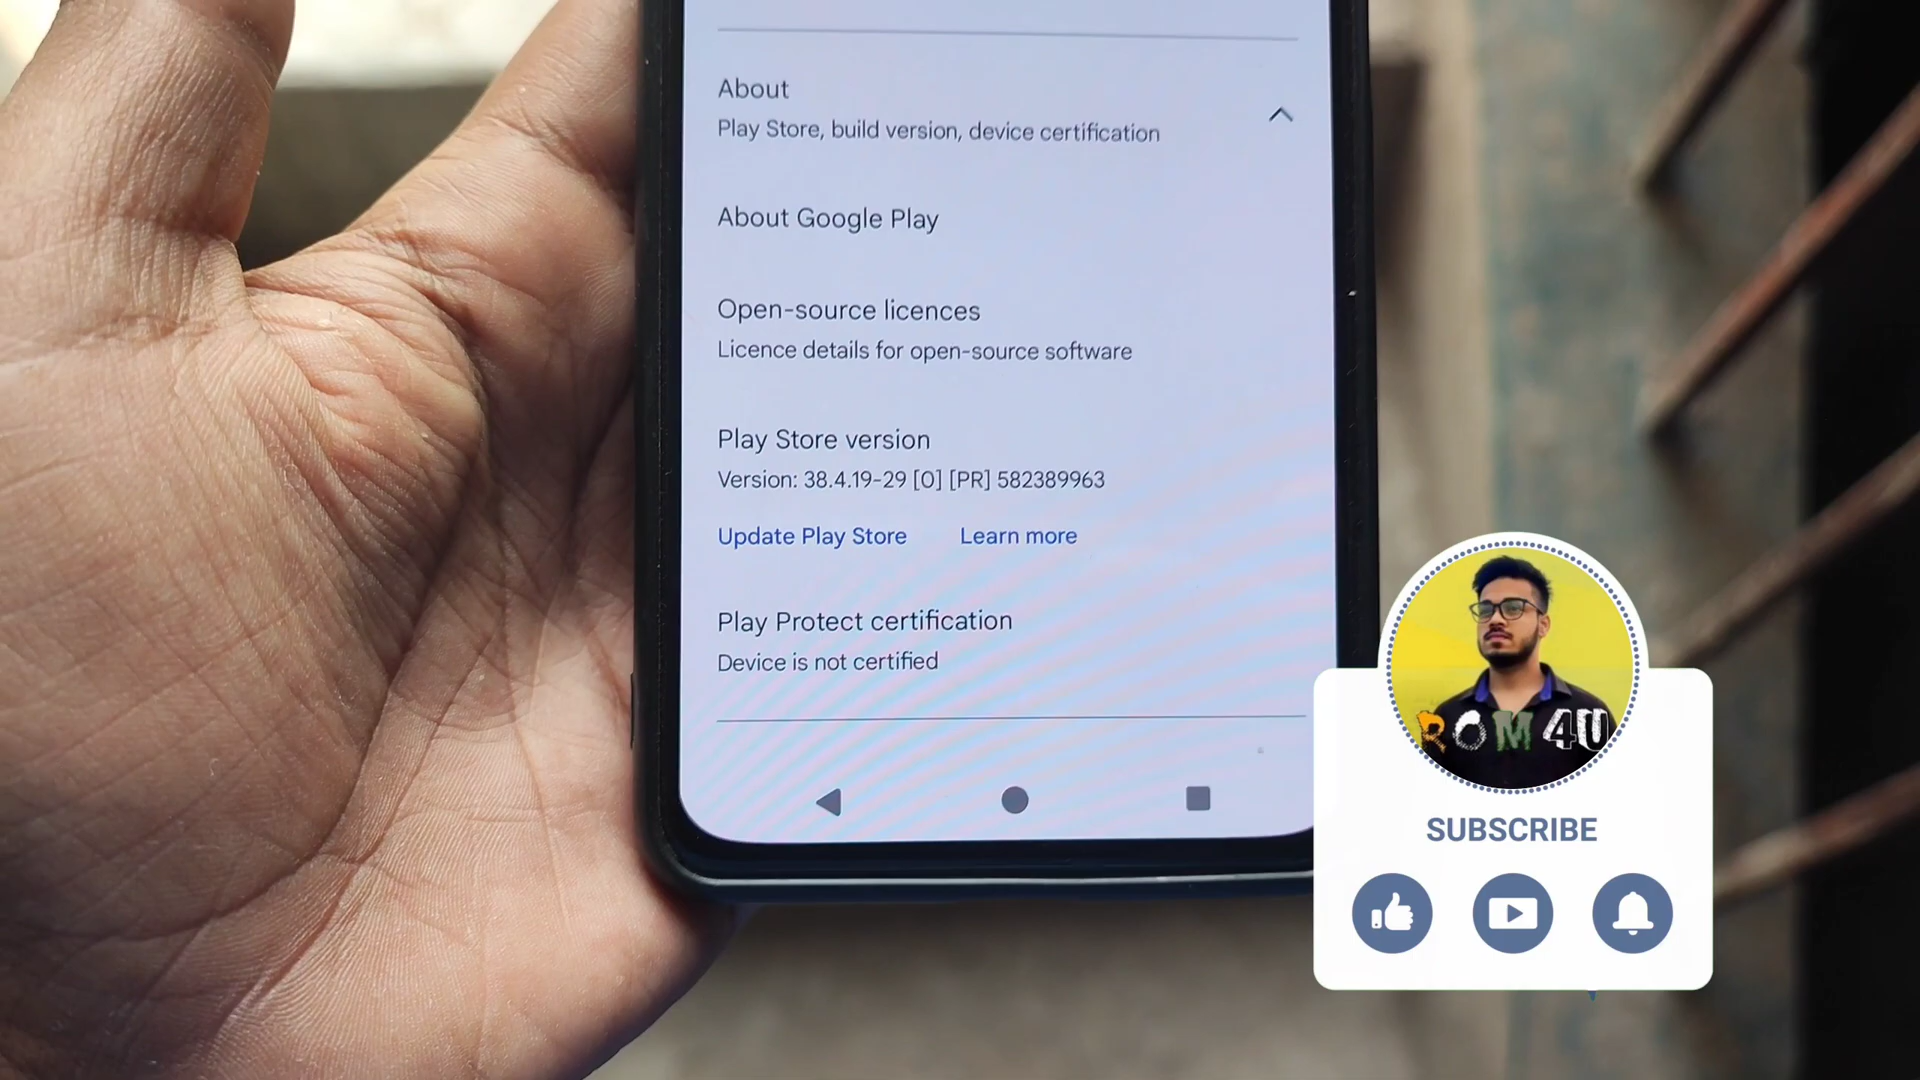 About
Play Store, build version, device certification
About Google Play
Open-source licences
Licence details for open-source software
Play Store version
Version: 38.4.19-29 [0] [PR] 582389963
Update Play Store Learn more
Play Protect certification
Device is not certified
ROM4U
SUBSCRIBE